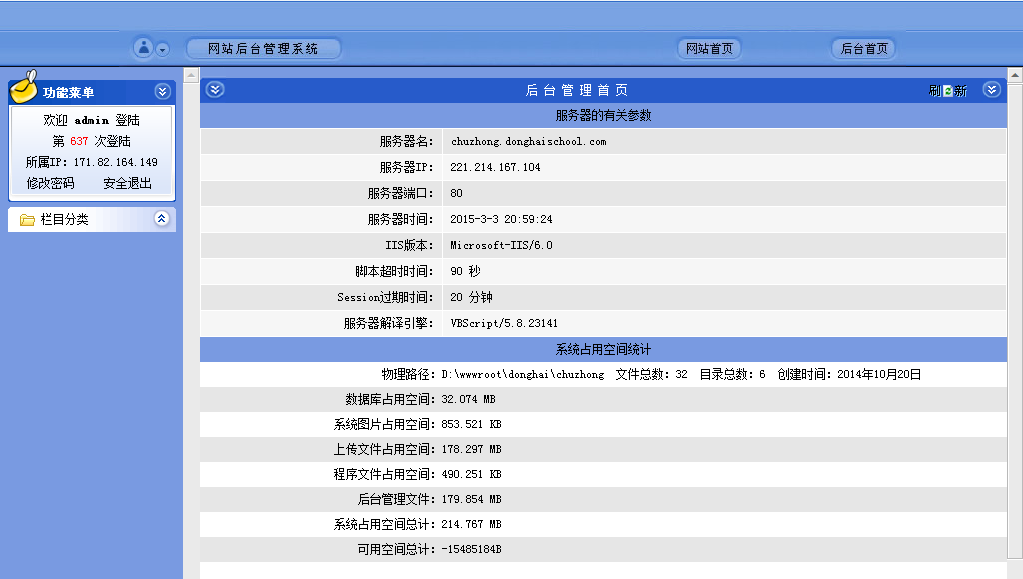 网站后台管理系统 网站首页 后台首页
功能菜单
欢迎 admin 登陆
第 637 次登陆
所属IP: 171.82.164.149
修改密码 安全退出
栏目分类
后 台 管 理 首 页 刷新
服务器的有关参数
服务器名: chuzhong.donghaischool.com
服务器IP: 221.214.167.104
服务器端口: 80
服务器时间: 2015-3-3 20:59:24
IIS版本: Microsoft-IIS/6.0
脚本超时时间: 90 秒
Session过期时间: 20 分钟
服务器解译引擎: VBScript/5.8.23141
系统占用空间统计
物理路径: D:\wwwroot\donghai\chuzhong 文件总数: 32 目录总数: 6 创建时间: 2014年10月20日
数据库占用空间: 32.074 MB
系统图片占用空间: 853.521 KB
上传文件占用空间: 178.297 MB
程序文件占用空间: 490.251 KB
后台管理文件: 179.854 MB
系统占用空间总计: 214.767 MB
可用空间总计: -15485184B